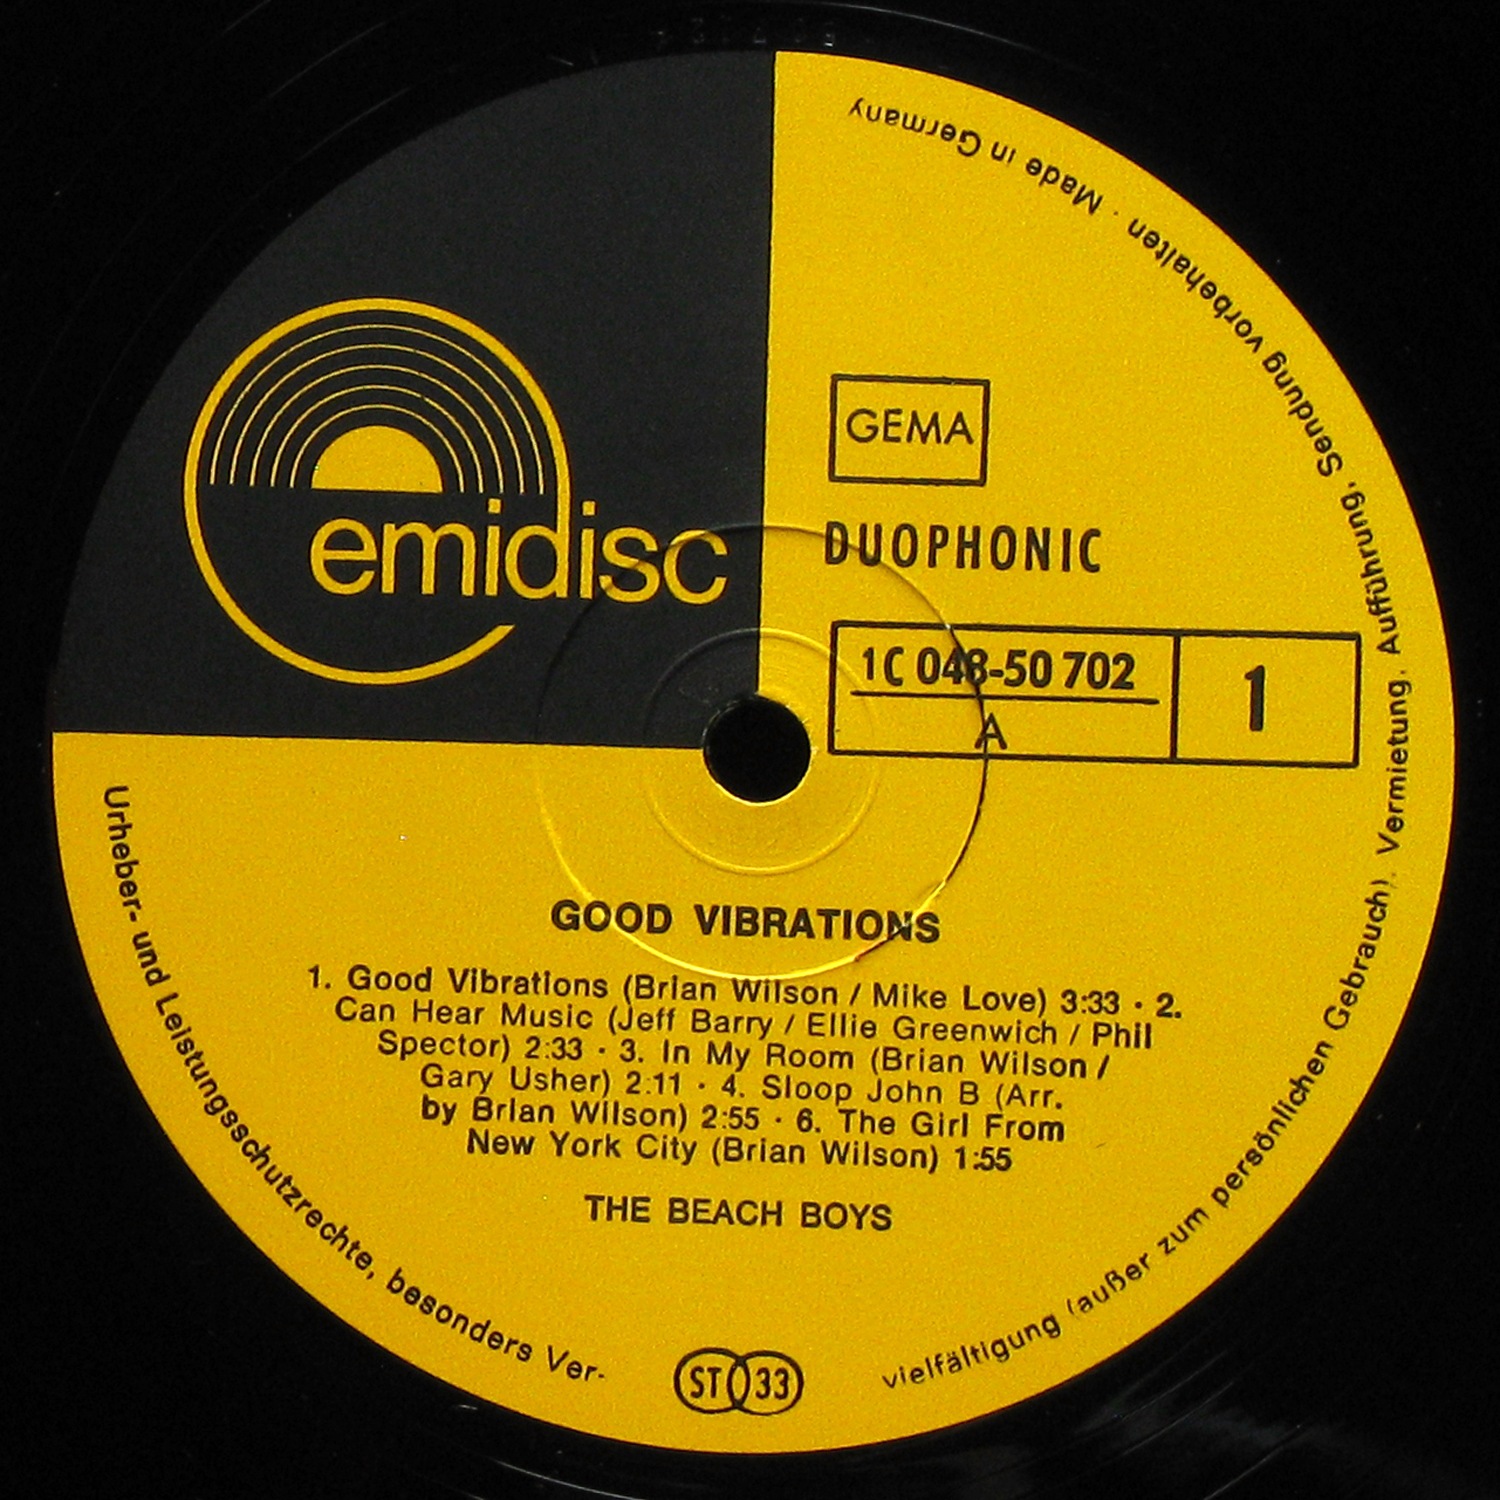 emidisc
GEMA
DUOPHONIC
1C 048-50 702
A
1
GOOD VIBRATIONS
1. Good Vibrations (Brian Wilson / Mike Love) 3:33 · 2.
Can Hear Music (Jeff Barry / Ellie Greenwich / Phil
Spector) 2:33 · 3. In My Room (Brian Wilson /
Gary Usher) 2:11 · 4. Sloop John B (Arr.
by Brian Wilson) 2:55 · 6. The Girl From
New York City (Brian Wilson) 1:55
THE BEACH BOYS
ST 33
Urheber- und Leistungsschutzrechte, besonders Ver-
vielfältigung (außer zum persönlichen Gebrauch). Vermietung. Aufführung, Sendung vorbehalten · Made in Germany